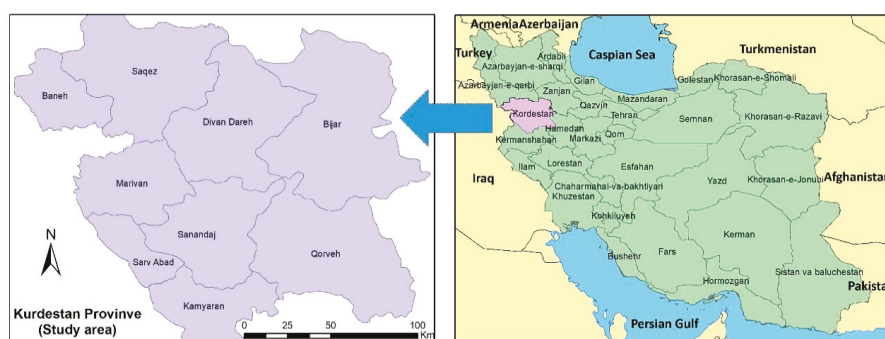 Saqez
Baneh
Divan Dareh
Bijar
Marivan
Sanandaj
Sarv Abad
Qorveh
Kamyaran
N
Kurdestan Provinve
(Study area)
0 25 50 100
Km
Armenia Azerbaijan
Turkey
Caspian Sea
Turkmenistan
Ardabil
Azarbayjan-e-sharqi
Azarbayjan-e-qarbi
Gilan
Golestan
Khorasan-e-Shomali
Zanjan
Mazandaran
Qazvin
Kordestan
Tehran
Semnan
Khorasan-e-Razavi
Hamedan
Qom
Markazi
Kermanshahan
Ilam
Lorestan
Esfahan
Iraq
Yazd
Khorasan-e-Jonubi
Afghanistan
Chaharmahal-va-bakhtiyari
Khuzestan
Kohkiluyeh
Kerman
Bushehr
Fars
Sistan va baluchestan
Hormozgan
Pakist
Persian Gulf